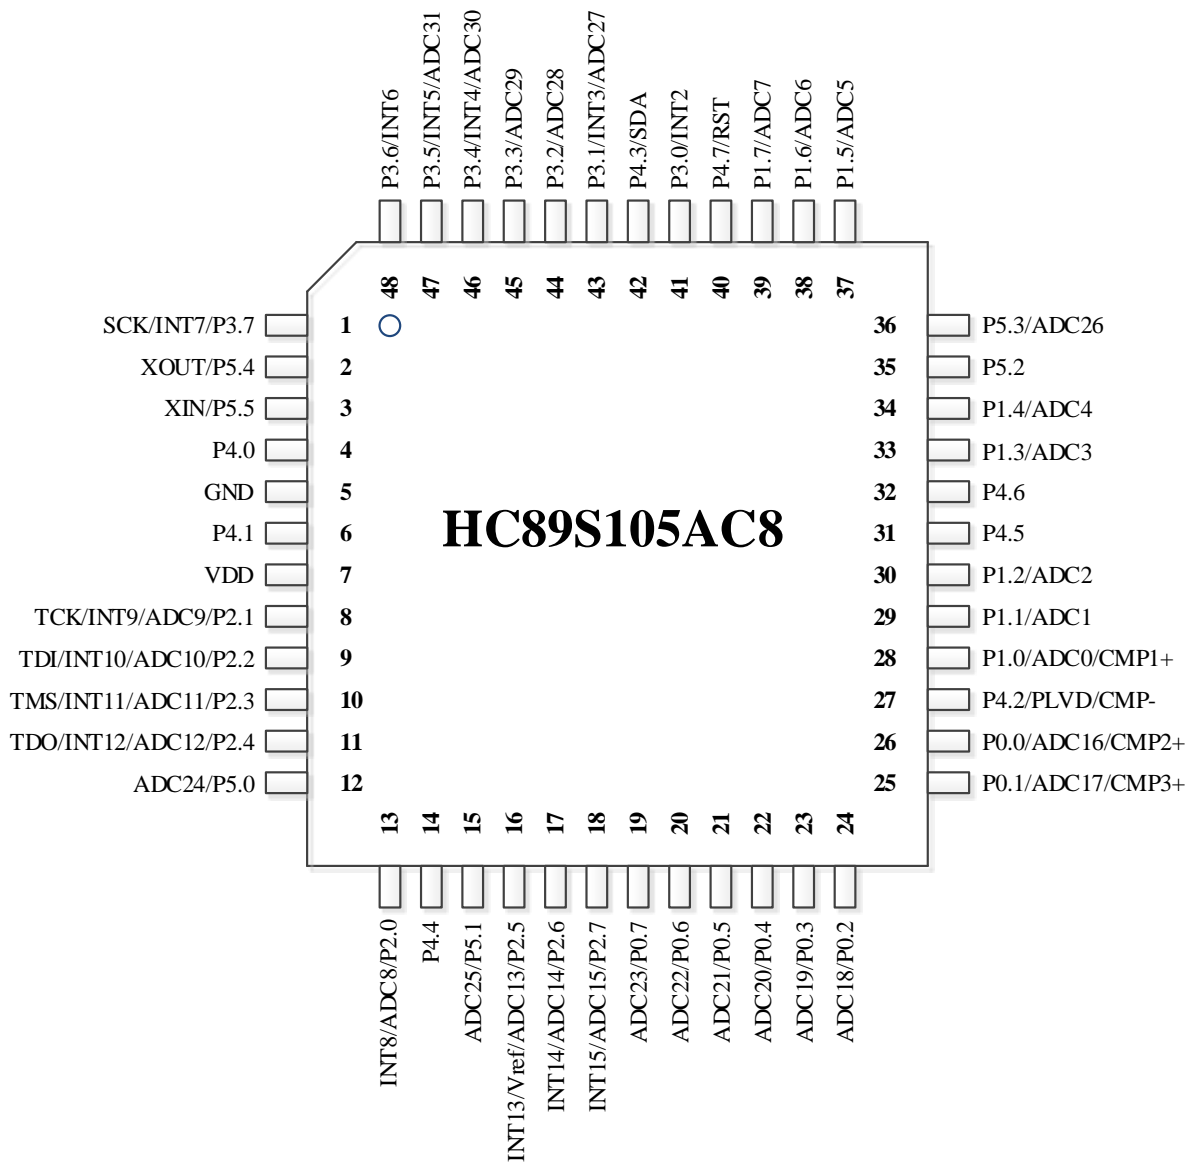 P3.6/INT6
P3.5/INT5/ADC31
P3.4/INT4/ADC30
P3.3/ADC29
P3.2/ADC28
P3.1/INT3/ADC27
P4.3/SDA
P3.0/INT2
P4.7/RST
P1.7/ADC7
P1.6/ADC6
P1.5/ADC5
48
47
46
45
44
43
42
41
40
39
38
37
SCK/INT7/P3.7 1
XOUT/P5.4 2
XIN/P5.5 3
P4.0 4
GND 5
P4.1 6
VDD 7
TCK/INT9/ADC9/P2.1 8
TDI/INT10/ADC10/P2.2 9
TMS/INT11/ADC11/P2.3 10
TDO/INT12/ADC12/P2.4 11
ADC24/P5.0 12
HC89S105AC8
36 P5.3/ADC26
35 P5.2
34 P1.4/ADC4
33 P1.3/ADC3
32 P4.6
31 P4.5
30 P1.2/ADC2
29 P1.1/ADC1
28 P1.0/ADC0/CMP1+
27 P4.2/PLVD/CMP-
26 P0.0/ADC16/CMP2+
25 P0.1/ADC17/CMP3+
13
14
15
16
17
18
19
20
21
22
23
24
INT8/ADC8/P2.0
P4.4
ADC25/P5.1
INT13/Vref/ADC13/P2.5
INT14/ADC14/P2.6
INT15/ADC15/P2.7
ADC23/P0.7
ADC22/P0.6
ADC21/P0.5
ADC20/P0.4
ADC19/P0.3
ADC18/P0.2